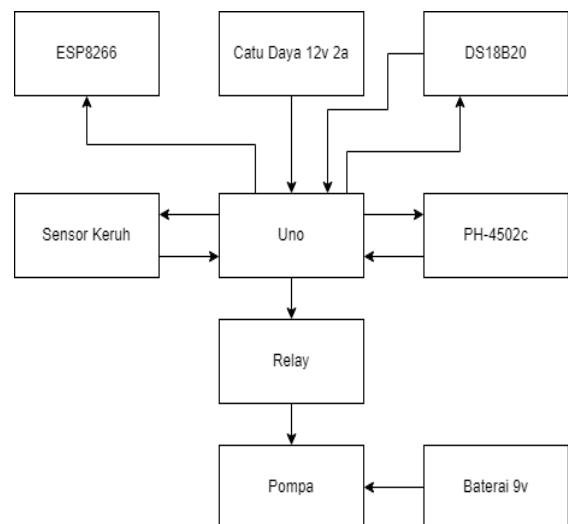 ESP8266
Catu Daya 12v 2a
DS18B20
Sensor Keruh
Uno
PH-4502c
Relay
Pompa
Baterai 9v